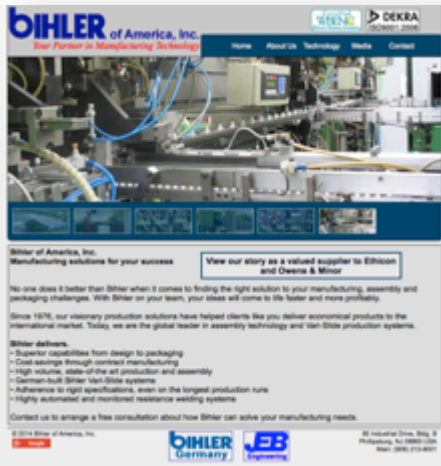 BIHLER of America, Inc.
Your Partner in Manufacturing Technology
WBENC
DEKRA
ISO9001:2008
Home About Us Technology Media Contact
Bihler of America, Inc.
Manufacturing solutions for your success
View our story as a valued supplier to Ethicon
and Owens & Minor
No one does it better than Bihler when it comes to finding the right solution to your manufacturing, assembly and
packaging challenges. With Bihler on your team, your ideas will come to life faster and more profitably.
Since 1976, our visionary production solutions have helped clients like you deliver economical products to the
international market. Today, we are the global leader in assembly technology and Vari-Slide production systems.
Bihler delivers.
• Superior capabilities from design to packaging
• Cost-savings through contract manufacturing
• High volume, state-of-the art production and assembly
• German-built Bihler Vari-Slide systems
• Adherence to rigid specifications, even on the longest production runs
• Highly automated and monitored resistance welding systems
Contact us to arrange a free consultation about how Bihler can solve your manufacturing needs.
© 2014 Bihler of America, Inc.
BIHLER
Germany
JEB
Engineering
85 Industrial Drive, Bldg. B
Phillipsburg, NJ 08865 USA
Main: (908) 213-9001